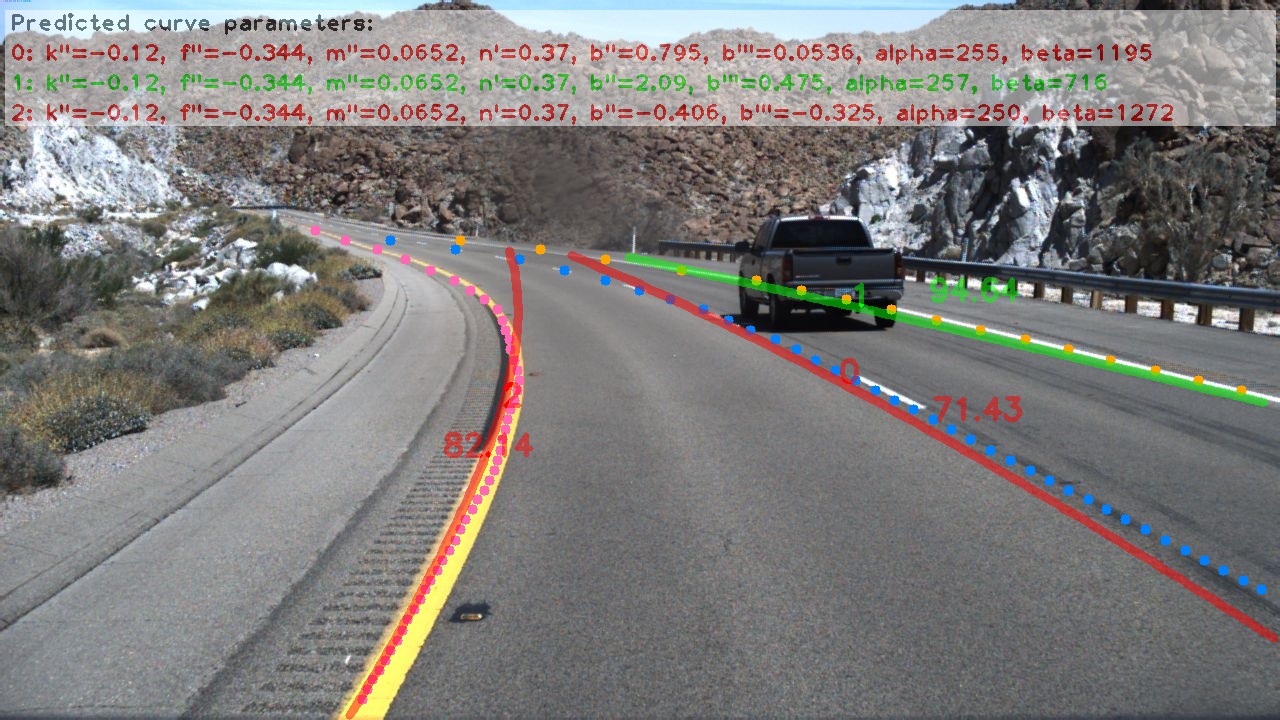 Predicted curve parameters:
0: k''=-0.12, f''=-0.344, m''=0.0652, n'=0.37, b''=0.795, b'''=0.0536, alpha=255, beta=1195
1: k''=-0.12, f''=-0.344, m''=0.0652, n'=0.37, b''=2.09, b'''=0.475, alpha=257, beta=716
2: k''=-0.12, f''=-0.344, m''=0.0652, n'=0.37, b''=-0.406, b'''=-0.325, alpha=250, beta=1272
1 94.64
0
2 71.43
82.14